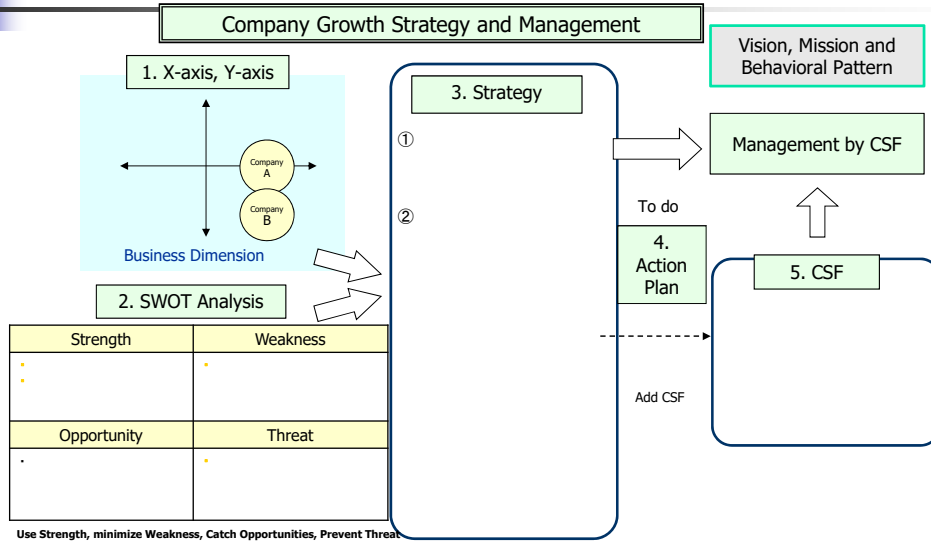 Company Growth Strategy and Management
Vision, Mission and
Behavioral Pattern
1. X-axis, Y-axis
Company
A
Company
B
Business Dimension
2. SWOT Analysis
Strength
Weakness
Opportunity
Threat
Use Strength, minimize Weakness, Catch Opportunities, Prevent Threat
3. Strategy
①
②
To do
4.
Action
Plan
Add CSF
Management by CSF
5. CSF